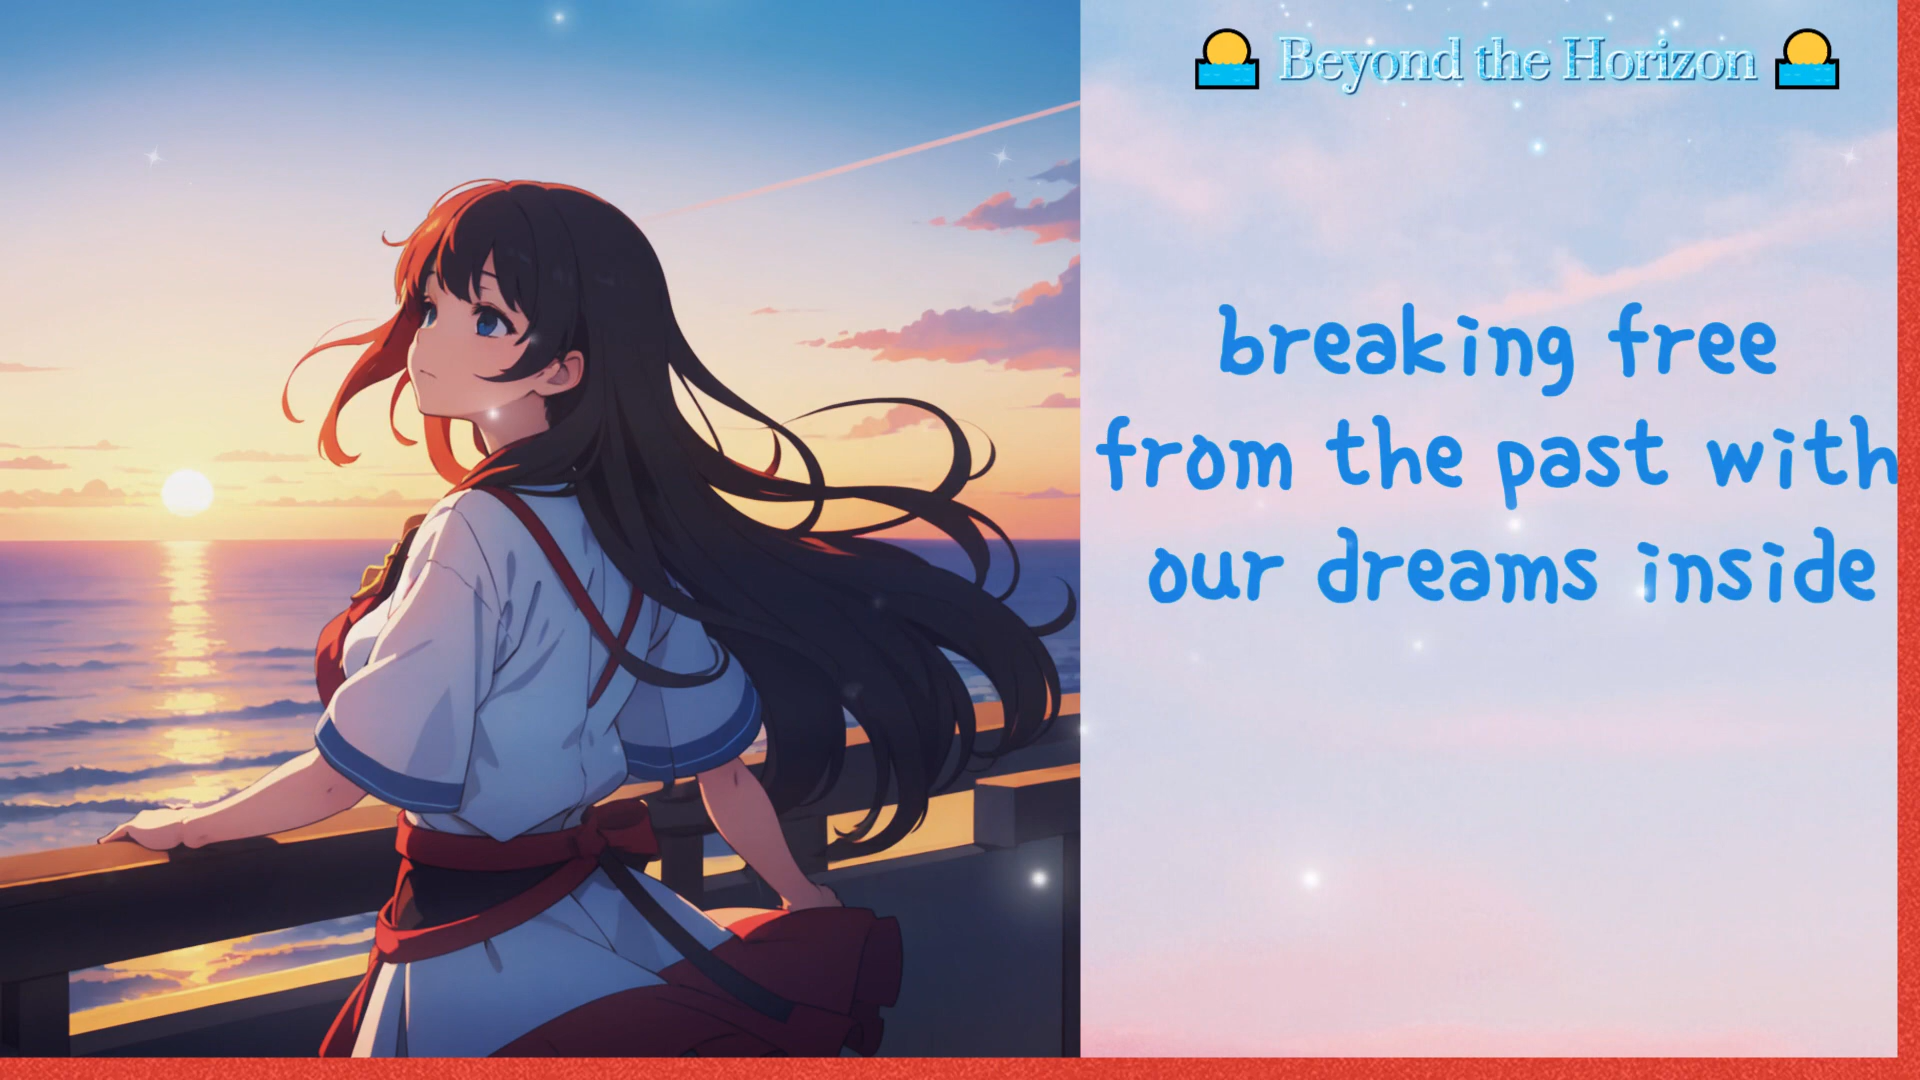 Beyond the Horizon
breaking free
from the past with
our dreams inside